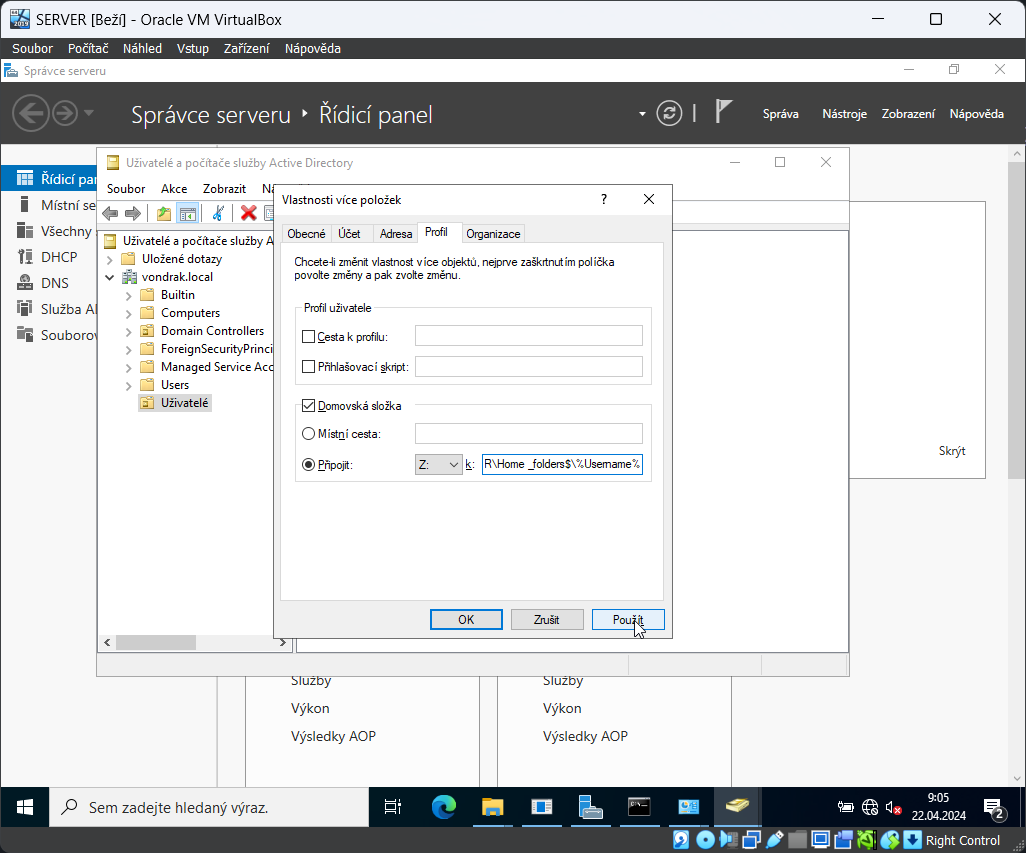 SERVER [Beží] - Oracle VM VirtualBox
Soubor Počítač Náhled Vstup Zařízení Nápověda
Správce serveru
Správce serveru Řídicí panel
Správa Nástroje Zobrazení Nápověda
Řídicí pan
Místní se
Všechny
DHCP
DNS
Služba A
Souborov
Uživatelé a počítače služby Active Directory
Soubor Akce Zobrazit
Uživatelé a počítače služby A
Uložené dotazy
vondrak.local
Builtin
Computers
Domain Controllers
ForeignSecurityPrinci
Managed Service Acc
Users
Uživatelé
Vlastnosti více položek
?
Obecné Účet Adresa Profil Organizace
Chcete-li změnit vlastnost více objektů, nejprve zaškrtnutím políčka
povolte změny a pak zvolte změnu.
Profil uživatele
Cesta k profilu:
Přihlašovací skript:
Domovská složka
Místní cesta:
Připojit: Z: k: R\Home _folders$\%Username%
OK Zrušit Použít
Skrýt
Služby
Výkon
Výsledky AOP
Služby
Výkon
Výsledky AOP
Sem zadejte hledaný výraz.
9:05
22.04.2024
2
Right Control